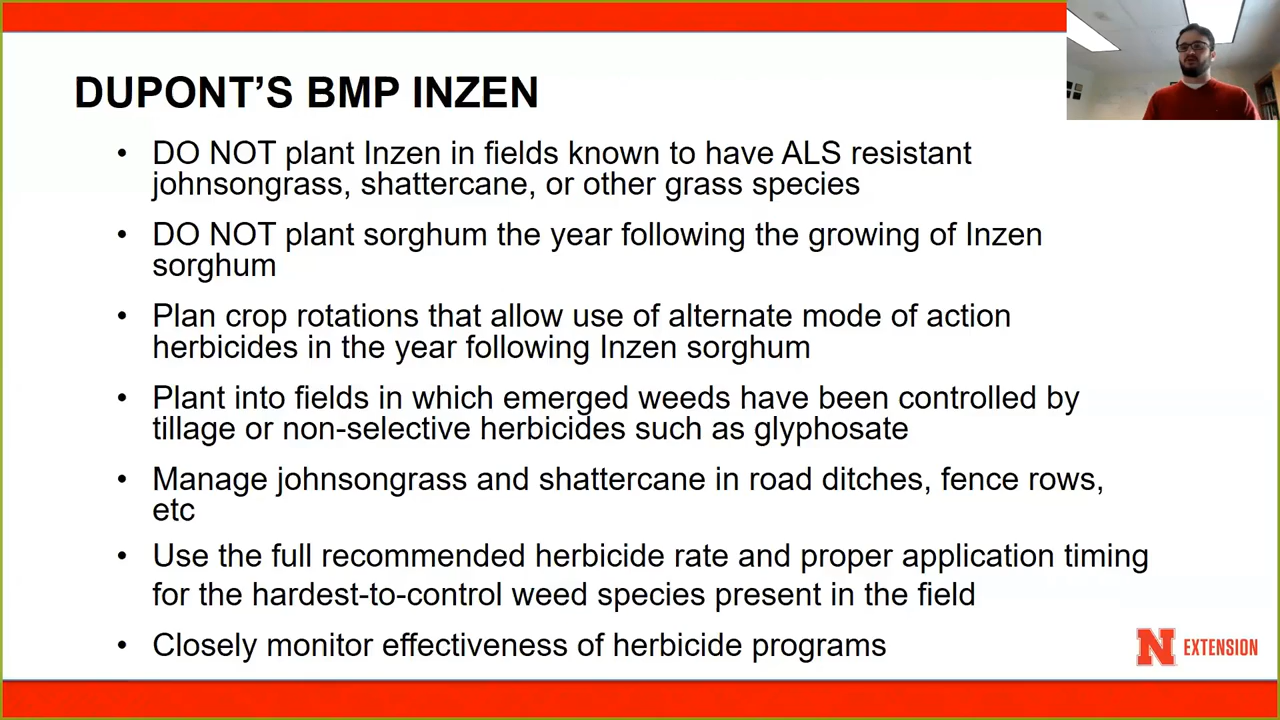 DUPONT’S BMP INZEN
• DO NOT plant Inzen in fields known to have ALS resistant
johnsongrass, shattercane, or other grass species
• DO NOT plant sorghum the year following the growing of Inzen
sorghum
• Plan crop rotations that allow use of alternate mode of action
herbicides in the year following Inzen sorghum
• Plant into fields in which emerged weeds have been controlled by
tillage or non-selective herbicides such as glyphosate
• Manage johnsongrass and shattercane in road ditches, fence rows,
etc
• Use the full recommended herbicide rate and proper application timing
for the hardest-to-control weed species present in the field
• Closely monitor effectiveness of herbicide programs
N EXTENSION